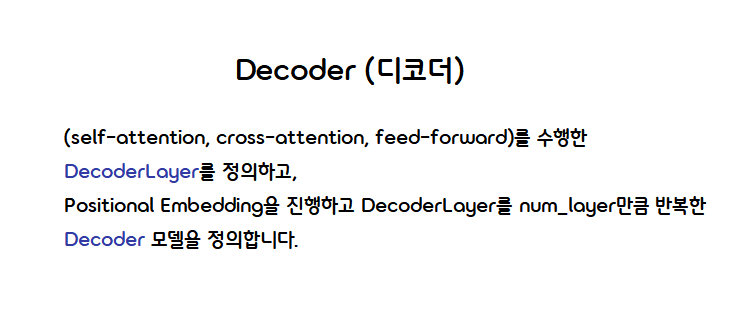 Decoder (디코더)
(self-attention, cross-attention, feed-forward)를 수행한
DecoderLayer를 정의하고,
Positional Embedding을 진행하고 DecoderLayer를 num_layer만큼 반복한
Decoder 모델을 정의합니다.